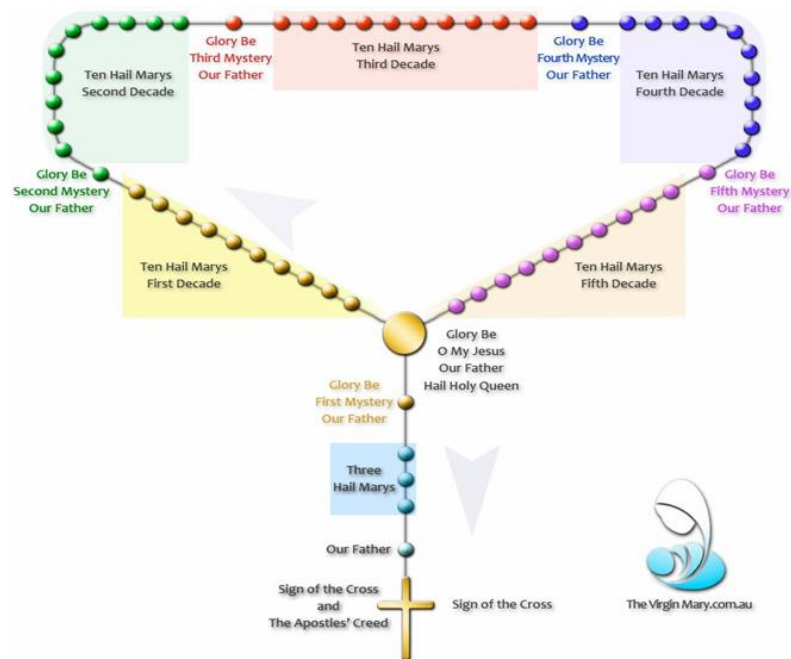 Glory Be
Third Mystery
Our Father
Ten Hail Marys
Third Decade
Glory Be
Fourth Mystery
Our Father
Ten Hail Marys
Second Decade
Ten Hail Marys
Fourth Decade
Glory Be
Second Mystery
Our Father
Glory Be
Fifth Mystery
Our Father
Ten Hail Marys
First Decade
Ten Hail Marys
Fifth Decade
Glory Be
O My Jesus
Our Father
Hail Holy Queen
Glory Be
First Mystery
Our Father
Three
Hail Marys
Our Father
Sign of the Cross
and
The Apostles' Creed
Sign of the Cross
The Virgin Mary.com.au